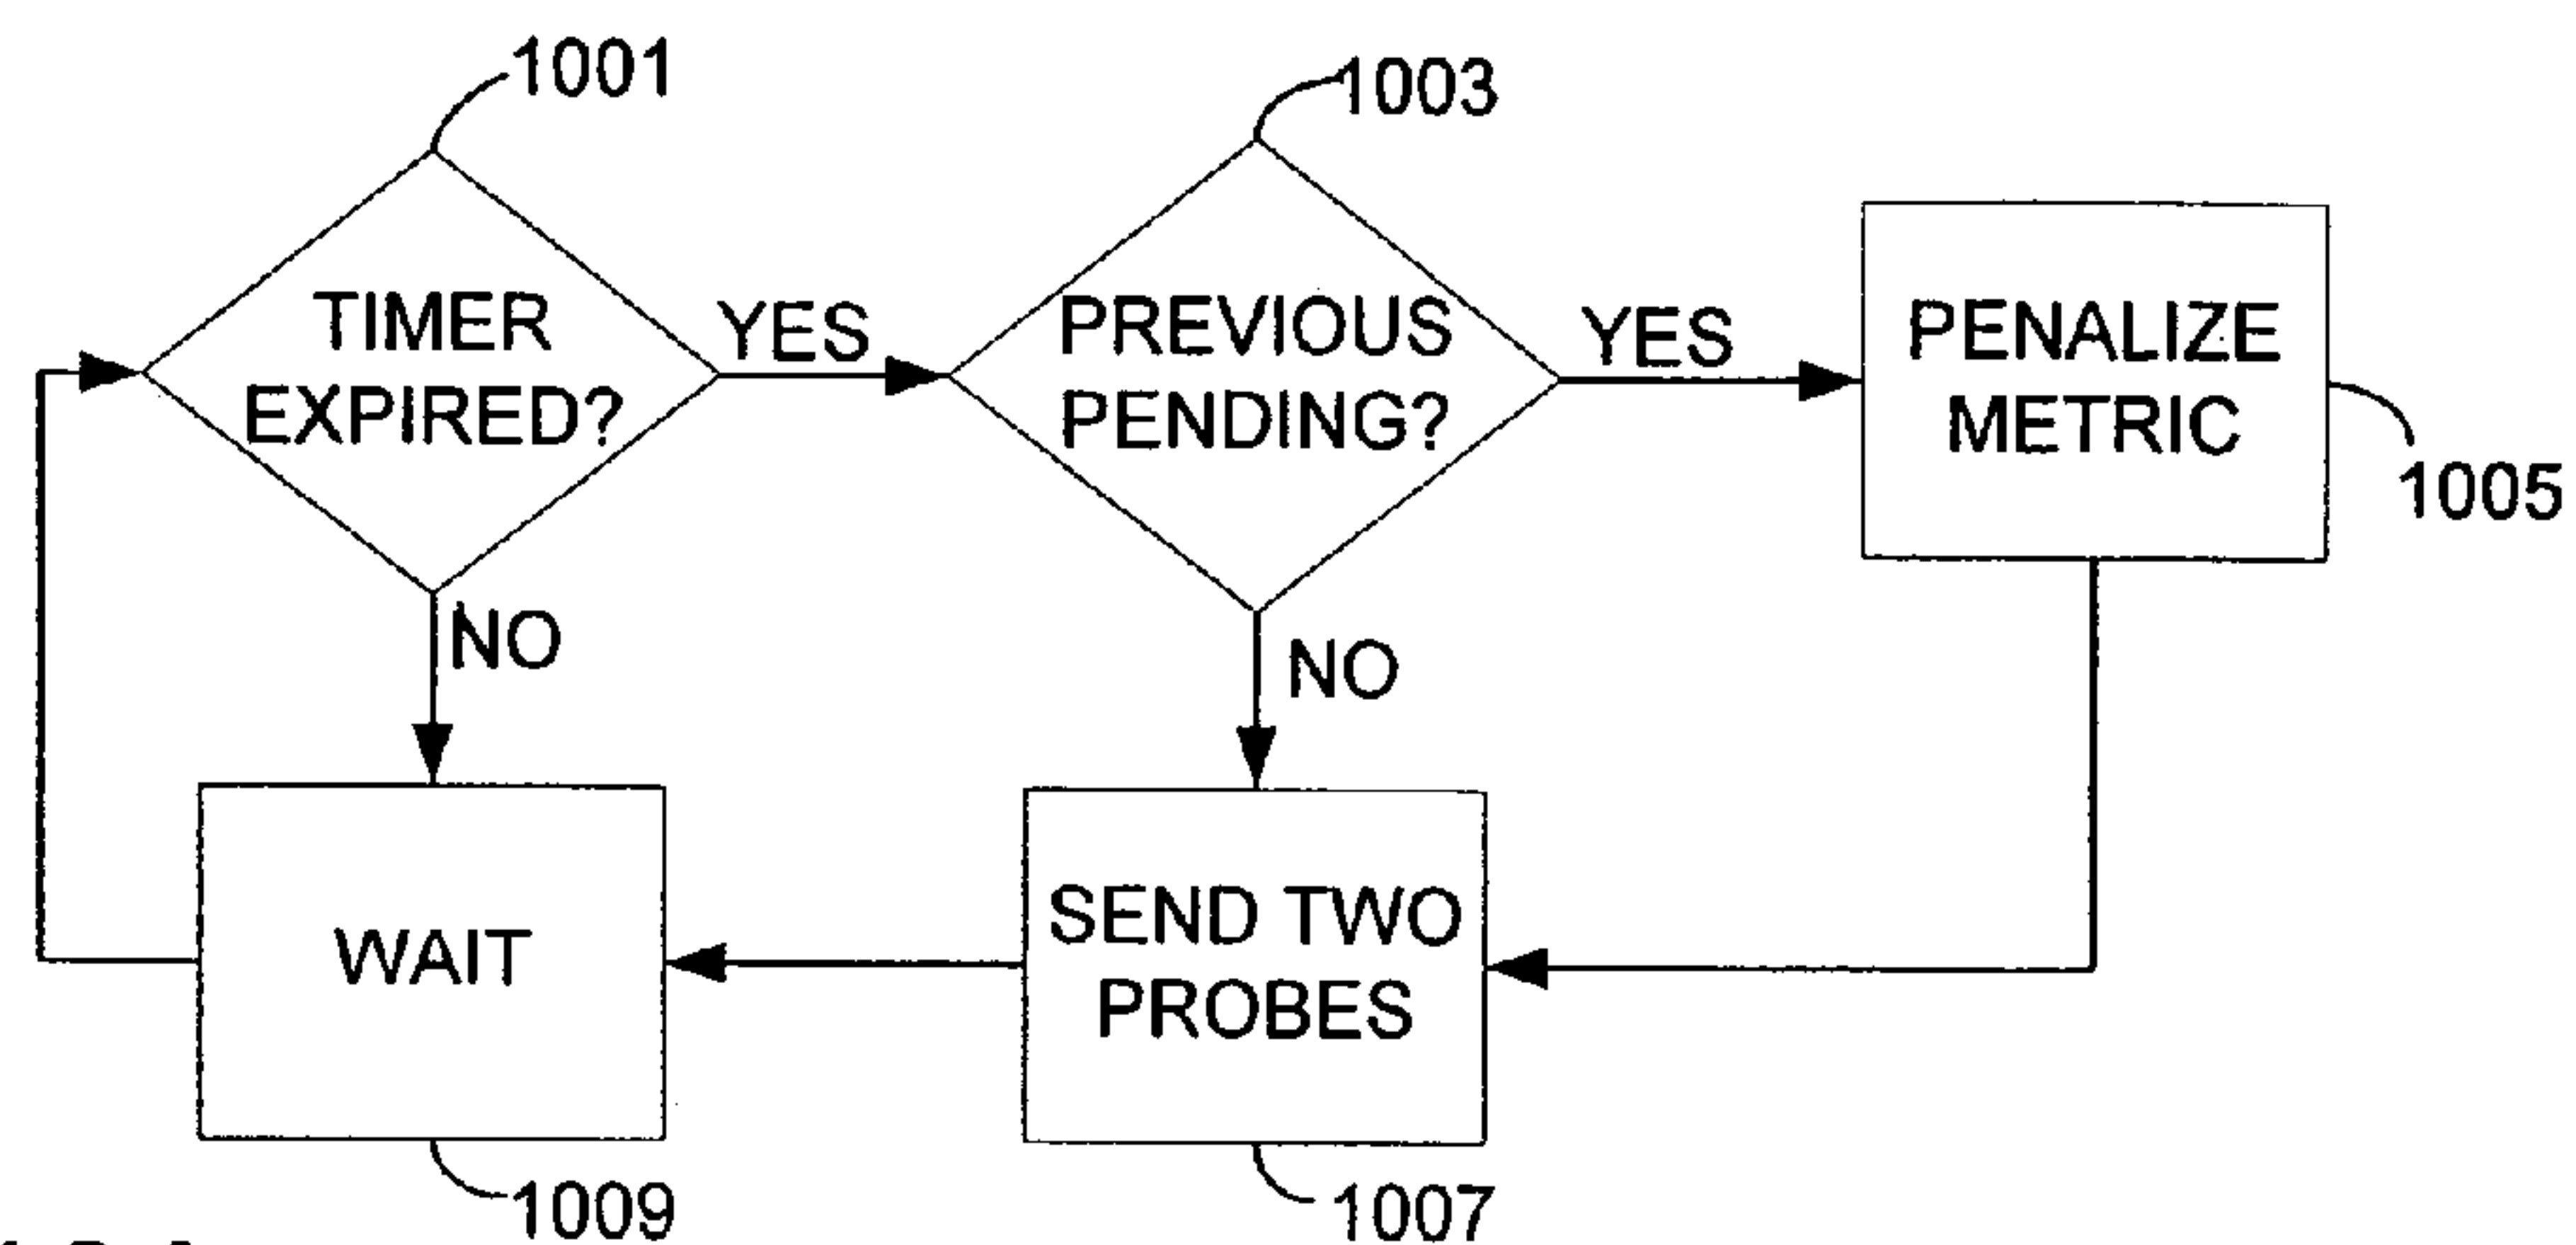 1001
1003
TIMER
EXPIRED?
YES
PREVIOUS
PENDING?
YES
PENALIZE
METRIC
1005
NO
NO
WAIT
SEND TWO
PROBES
1009
1007